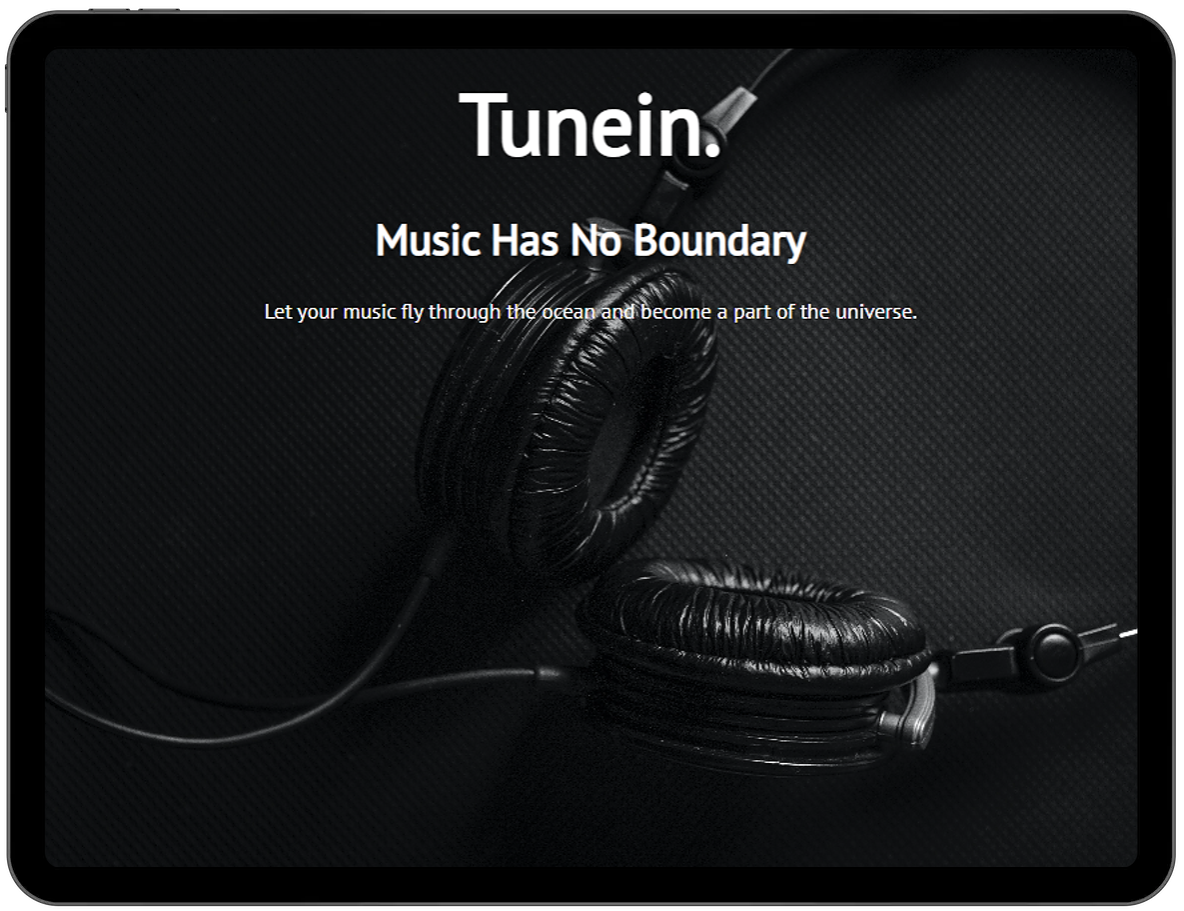 Tunein.
Music Has No Boundary
Let your music fly through the ocean and become a part of the universe.